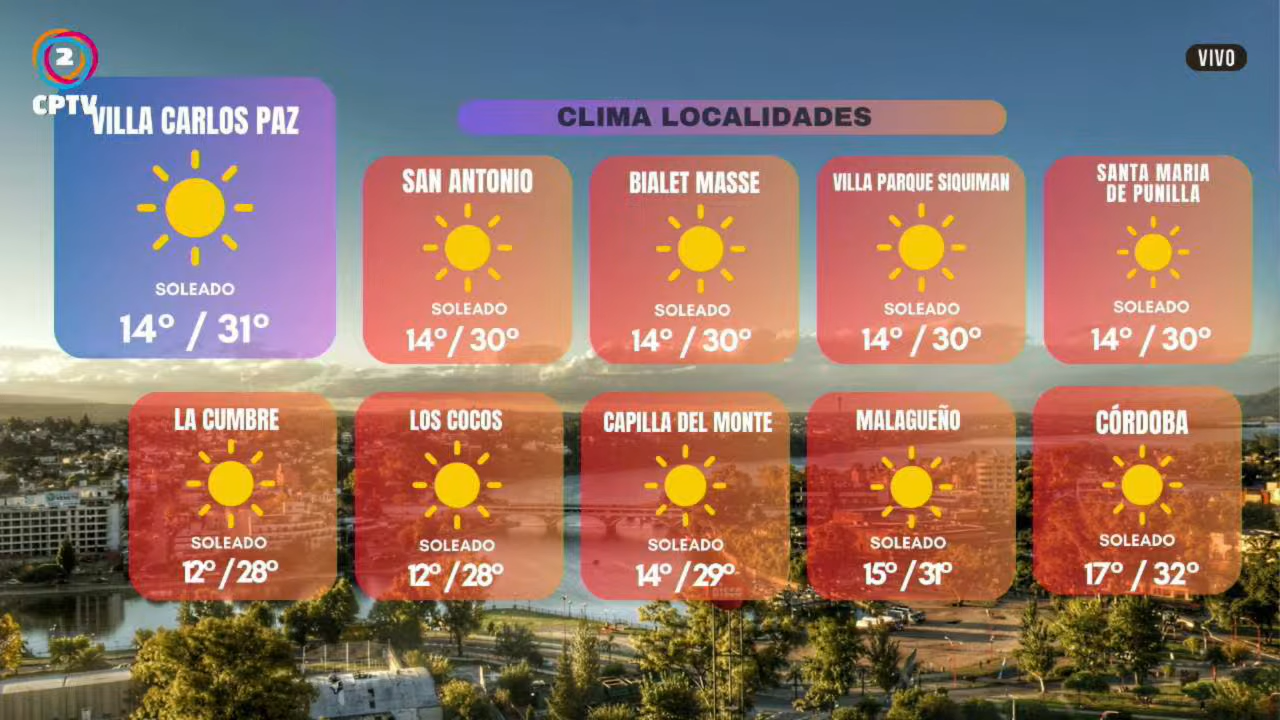 2
CPTV
VIVO
CLIMA LOCALIDADES
VILLA CARLOS PAZ
SOLEADO
14° / 31°
SAN ANTONIO
SOLEADO
14° / 30°
BIALET MASSE
SOLEADO
14° / 30°
VILLA PARQUE SIQUIMAN
SOLEADO
14° / 30°
SANTA MARIA
DE PUNILLA
SOLEADO
14° / 30°
LA CUMBRE
SOLEADO
12° / 28°
LOS COCOS
SOLEADO
12° / 28°
CAPILLA DEL MONTE
SOLEADO
14° / 29°
MALAGUEÑO
SOLEADO
15° / 31°
CÓRDOBA
SOLEADO
17° / 32°